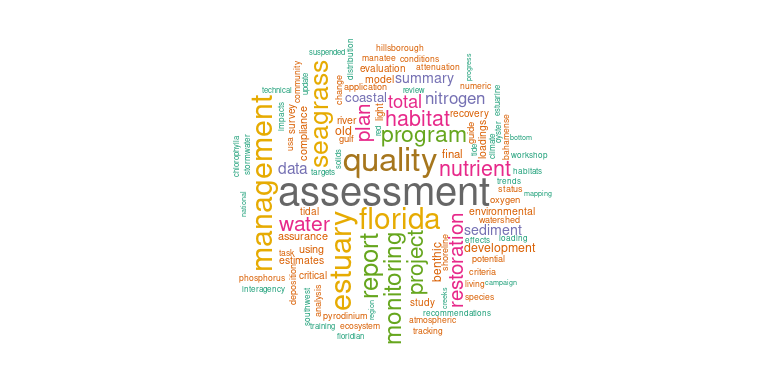 hillsborough
suspended
distribution
manatee
conditions
progress
evaluation
attenuation
seagrass
community
technical
update
change
application
model
summary
review
numeric
coastal
total
nitrogen
estuarine
management
impacts
survey
compliance
plan
light
habitat
recovery
river
old
red
program
guide
loadings
oyster
bahamense
gulf
climate
bottom
chlorophylla
stormwater
usa
solids
quality
final
tide
workshop
data
targets
nutrient
habitats
trends
assessment
status
mapping
national
oxygen
tidal
florida
environmental
water
watershed
estuary
restoration
sediment
assurance
report
monitoring
project
effects
loading
using
benthic
shoreline
development
task
estimates
potential
phosphorus
deposition
critical
criteria
interagency
living
campaign
southwest
analysis
region
study
creeks
species
pyrodinium
recommendations
training
ecosystem
atmospheric
floridian
tracking